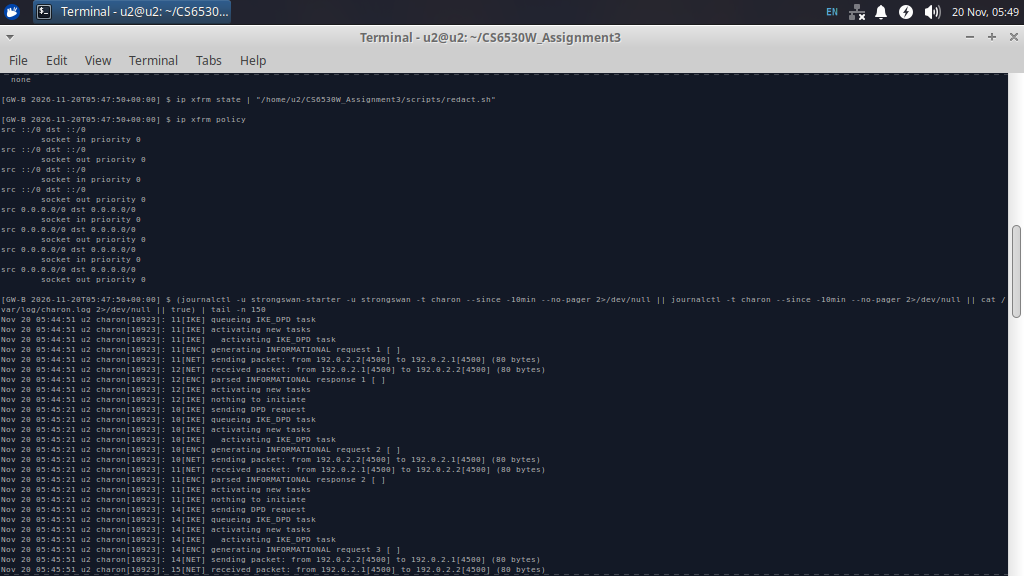 Terminal - u2@u2: ~/CS6530...
EN
20 Nov, 05:49
Terminal - u2@u2: ~/CS6530W_Assignment3
File Edit View Terminal Tabs Help
none
[GW-B 2026-11-20T05:47:50+00:00] $ ip xfrm state | "/home/u2/CS6530W_Assignment3/scripts/redact.sh"
[GW-B 2026-11-20T05:47:50+00:00] $ ip xfrm policy
src ::/0 dst ::/0
socket in priority 0
src ::/0 dst ::/0
socket out priority 0
src ::/0 dst ::/0
socket in priority 0
src ::/0 dst ::/0
socket out priority 0
src 0.0.0.0/0 dst 0.0.0.0/0
socket in priority 0
src 0.0.0.0/0 dst 0.0.0.0/0
socket out priority 0
src 0.0.0.0/0 dst 0.0.0.0/0
socket in priority 0
src 0.0.0.0/0 dst 0.0.0.0/0
socket out priority 0
[GW-B 2026-11-20T05:47:50+00:00] $ (journalctl -u strongswan-starter -u strongswan -t charon --since -10min --no-pager 2>/dev/null || journalctl -t charon --since -10min --no-pager 2>/dev/null || cat /
var/log/charon.log 2>/dev/null || true) | tail -n 150
Nov 20 05:44:51 u2 charon[10923]: 11[IKE] queueing IKE_DPD task
Nov 20 05:44:51 u2 charon[10923]: 11[IKE] activating new tasks
Nov 20 05:44:51 u2 charon[10923]: 11[IKE]   activating IKE_DPD task
Nov 20 05:44:51 u2 charon[10923]: 11[ENC] generating INFORMATIONAL request 1 [ ]
Nov 20 05:44:51 u2 charon[10923]: 11[NET] sending packet: from 192.0.2.2[4500] to 192.0.2.1[4500] (80 bytes)
Nov 20 05:44:51 u2 charon[10923]: 12[NET] received packet: from 192.0.2.1[4500] to 192.0.2.2[4500] (80 bytes)
Nov 20 05:44:51 u2 charon[10923]: 12[ENC] parsed INFORMATIONAL response 1 [ ]
Nov 20 05:44:51 u2 charon[10923]: 12[IKE] activating new tasks
Nov 20 05:44:51 u2 charon[10923]: 12[IKE] nothing to initiate
Nov 20 05:45:21 u2 charon[10923]: 10[IKE] sending DPD request
Nov 20 05:45:21 u2 charon[10923]: 10[IKE] queueing IKE_DPD task
Nov 20 05:45:21 u2 charon[10923]: 10[IKE] activating new tasks
Nov 20 05:45:21 u2 charon[10923]: 10[IKE]   activating IKE_DPD task
Nov 20 05:45:21 u2 charon[10923]: 10[ENC] generating INFORMATIONAL request 2 [ ]
Nov 20 05:45:21 u2 charon[10923]: 10[NET] sending packet: from 192.0.2.2[4500] to 192.0.2.1[4500] (80 bytes)
Nov 20 05:45:21 u2 charon[10923]: 11[NET] received packet: from 192.0.2.1[4500] to 192.0.2.2[4500] (80 bytes)
Nov 20 05:45:21 u2 charon[10923]: 11[ENC] parsed INFORMATIONAL response 2 [ ]
Nov 20 05:45:21 u2 charon[10923]: 11[IKE] activating new tasks
Nov 20 05:45:21 u2 charon[10923]: 11[IKE] nothing to initiate
Nov 20 05:45:21 u2 charon[10923]: 14[IKE] sending DPD request
Nov 20 05:45:21 u2 charon[10923]: 14[IKE] queueing IKE_DPD task
Nov 20 05:45:21 u2 charon[10923]: 14[IKE] activating new tasks
Nov 20 05:45:21 u2 charon[10923]: 14[IKE]   activating IKE_DPD task
Nov 20 05:45:21 u2 charon[10923]: 14[ENC] generating INFORMATIONAL request 3 [ ]
Nov 20 05:45:21 u2 charon[10923]: 14[NET] sending packet: from 192.0.2.2[4500] to 192.0.2.1[4500] (80 bytes)
Nov 20 05:45:21 u2 charon[10923]: 15[NET] received packet: from 192.0.2.1[4500] to 192.0.2.2[4500] (80 bytes)